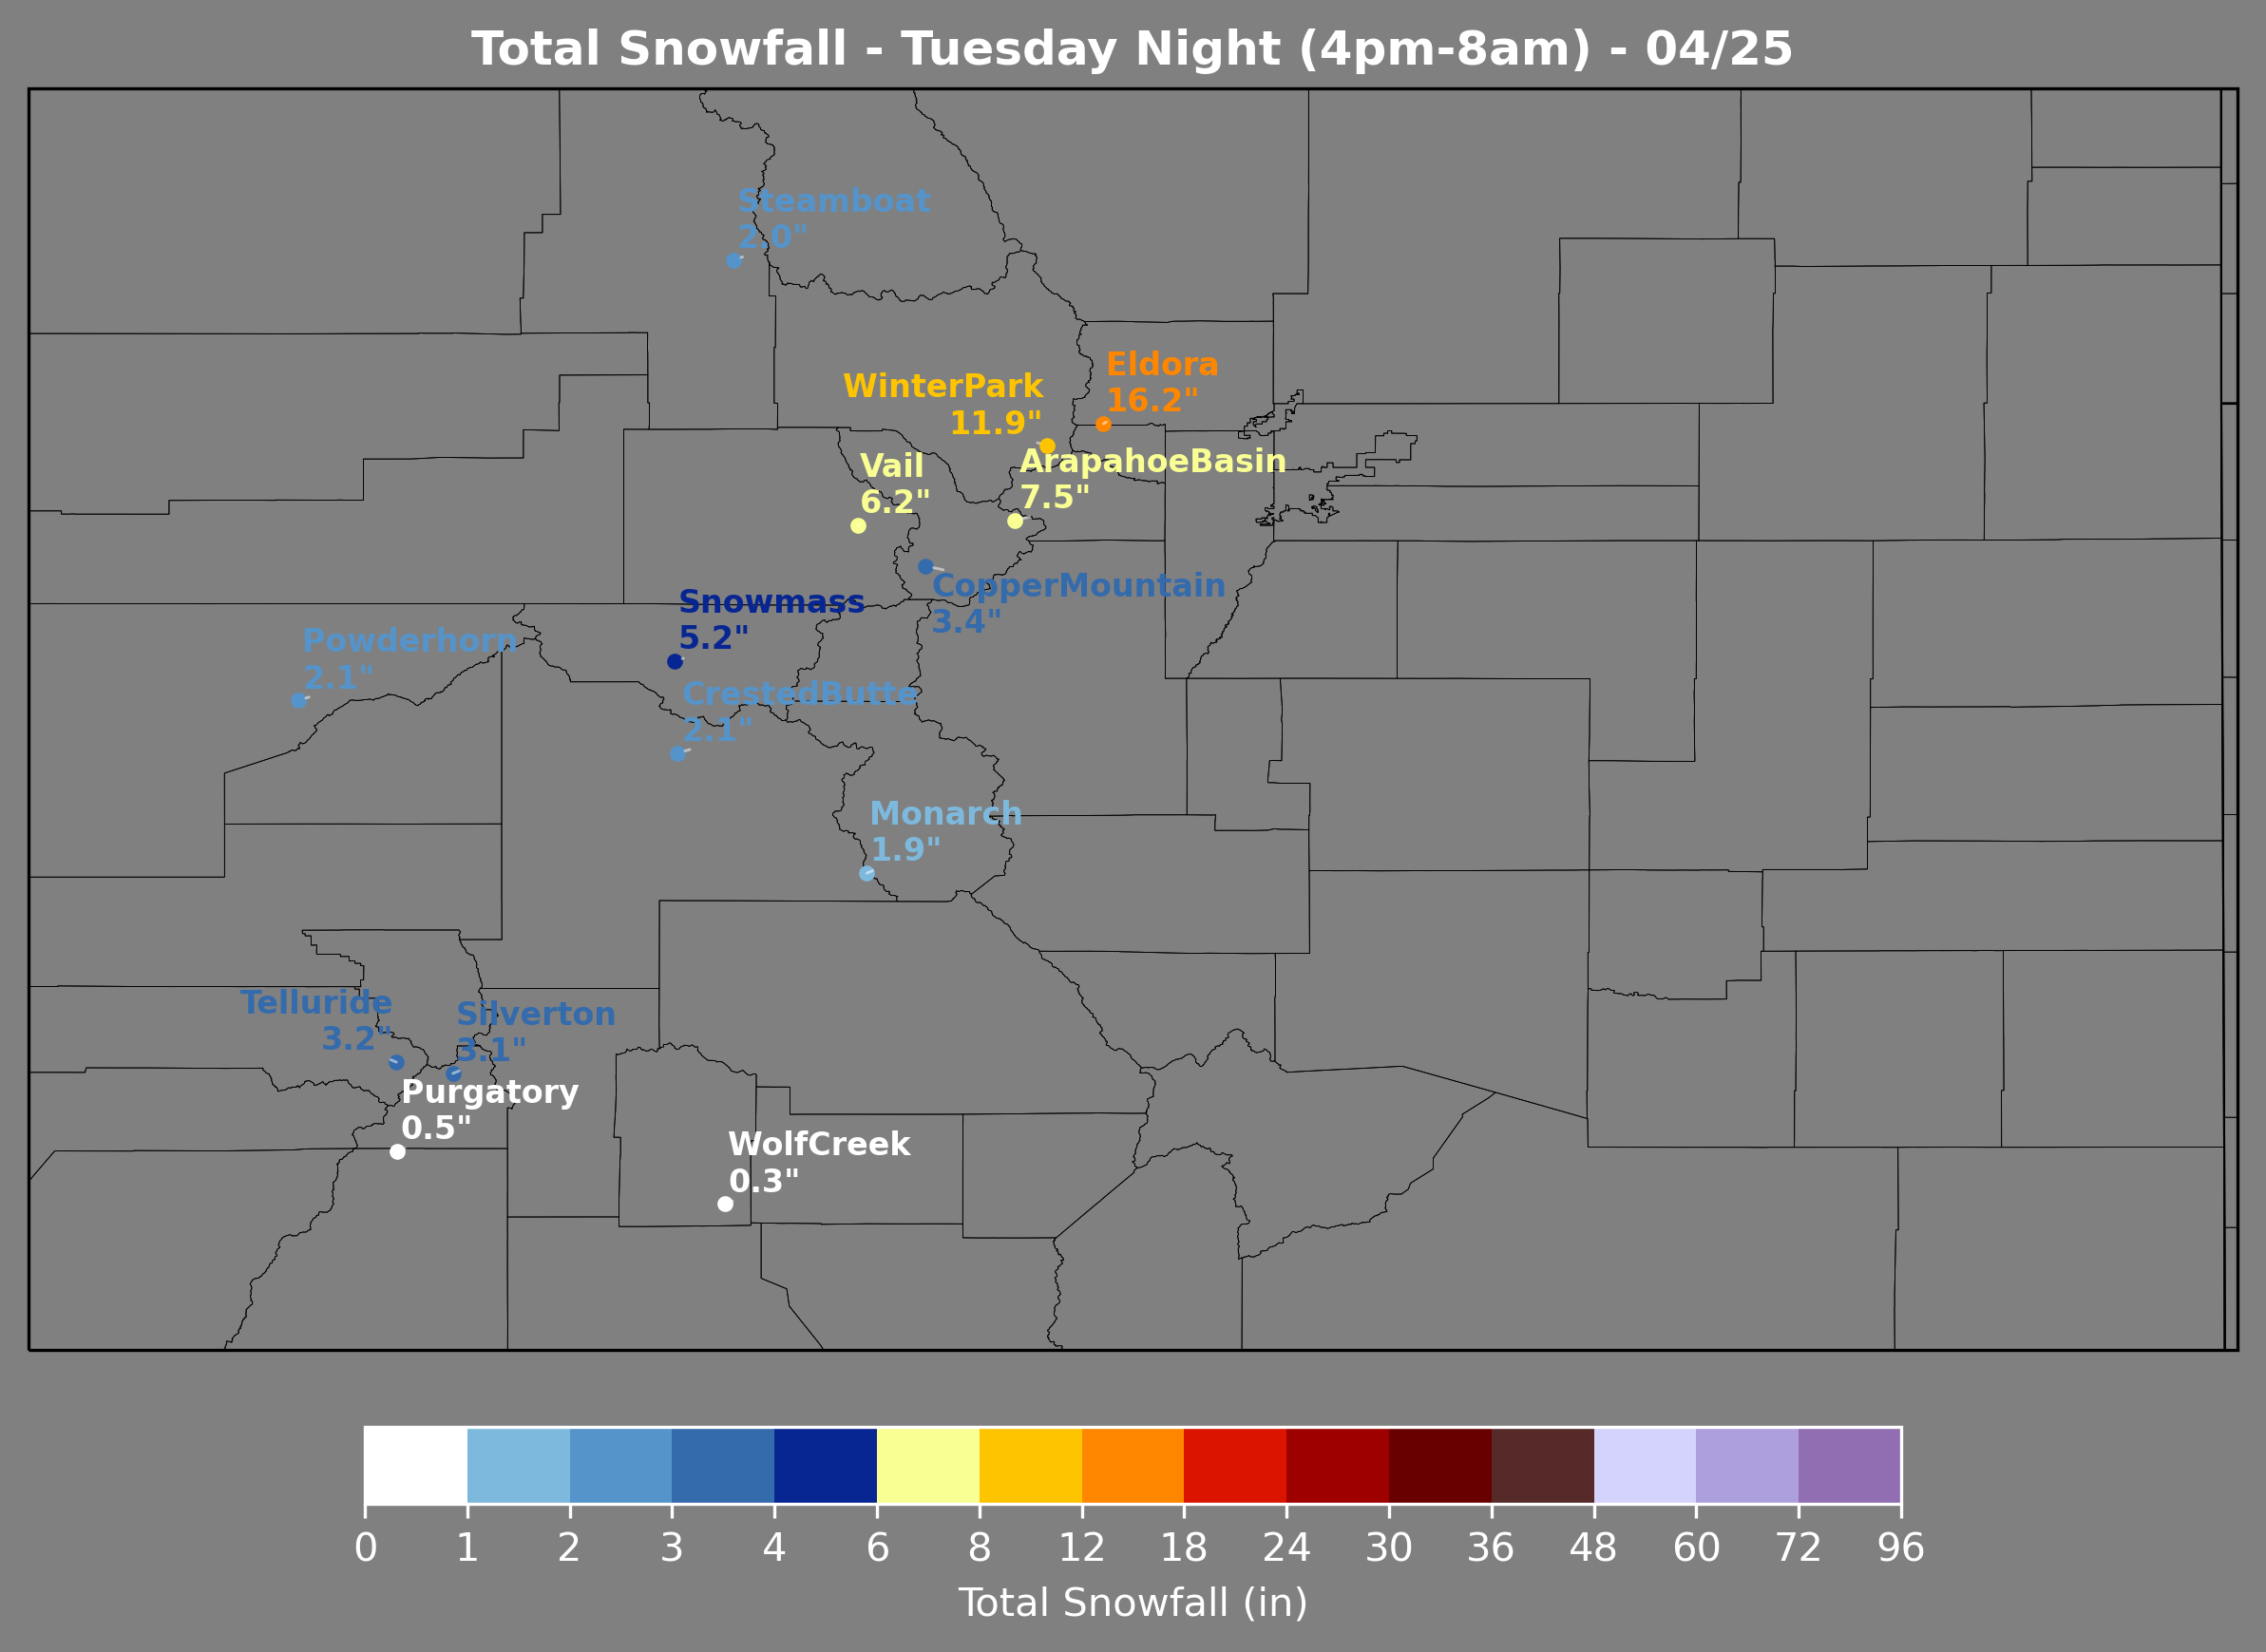 Total Snowfall - Tuesday Night (4pm-8am) - 04/25
Steamboat
2.0"
Eldora
16.2"
WinterPark
11.9"
ArapahoeBasin
7.5"
Vail
6.2"
CopperMountain
3.4"
Snowmass
5.2"
Powderhorn
2.1"
CrestedButte
2.1"
Monarch
1.9"
Telluride
3.2"
Silverton
3.1"
Purgatory
0.5"
WolfCreek
0.3"
0 1 2 3 4 6 8 12 18 24 30 36 48 60 72 96
Total Snowfall (in)